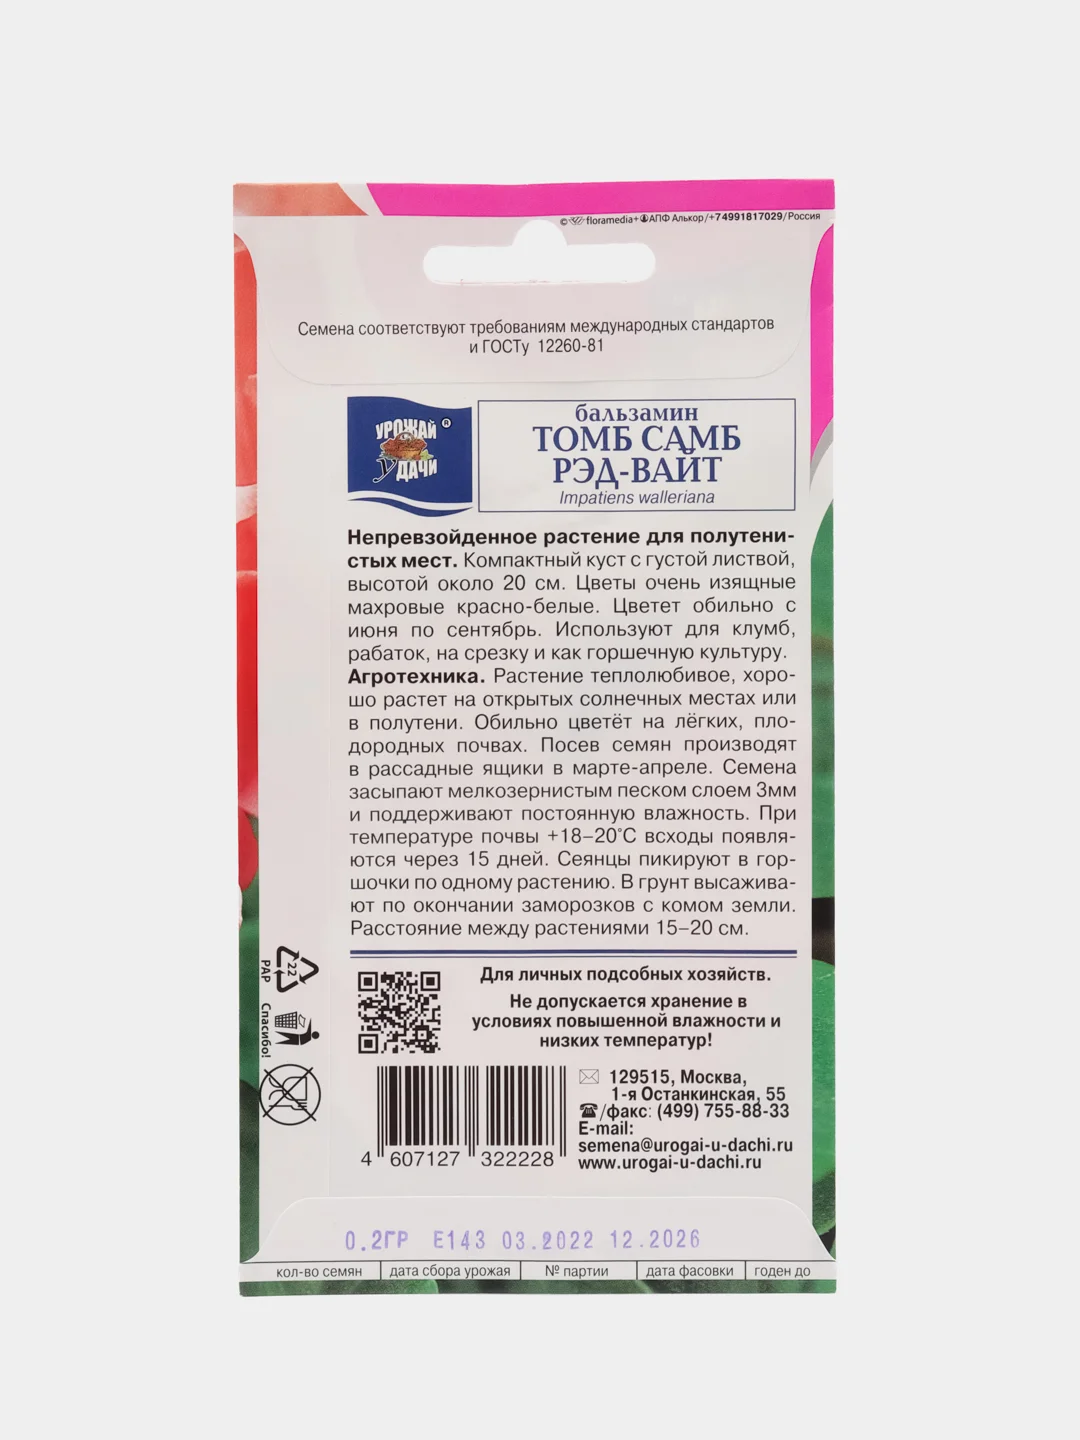 © floramedia+ АПФ Алькор/+74991817029/Россия
Семена соответствуют требованиям международных стандартов
и ГОСТу 12260-81
УРОЖАЙ ®
УДАЧИ
бальзамин
ТОМБ САМБ
РЭД-ВАЙТ
Impatiens walleriana
Непревзойденное растение для полутени-
стых мест. Компактный куст с густой листвой,
высотой около 20 см. Цветы очень изящные
махровые красно-белые. Цветет обильно с
июня по сентябрь. Используют для клумб,
рабаток, на срезку и как горшечную культуру.
Агротехника. Растение теплолюбивое, хоро-
шо растет на открытых солнечных местах или
в полутени. Обильно цветёт на лёгких, пло-
дородных почвах. Посев семян производят
в рассадные ящики в марте-апреле. Семена
засыпают мелкозернистым песком слоем 3мм
и поддерживают постоянную влажность. При
температуре почвы +18–20°С всходы появля-
ются через 15 дней. Сеянцы пикируют в гор-
шочки по одному растению. В грунт высажива-
ют по окончании заморозков с комом земли.
Расстояние между растениями 15–20 см.
22
PAP
Спасибо!
Для личных подсобных хозяйств.
Не допускается хранение в
условиях повышенной влажности и
низких температур!
129515, Москва,
1-я Останкинская, 55
/факс: (499) 755-88-33
E-mail:
semena@urogai-u-dachi.ru
www.urogai-u-dachi.ru
4 607127 322228
0.2ГР Е143 03.2022 12.2026
кол-во семян дата сбора урожая № партии дата фасовки годен до